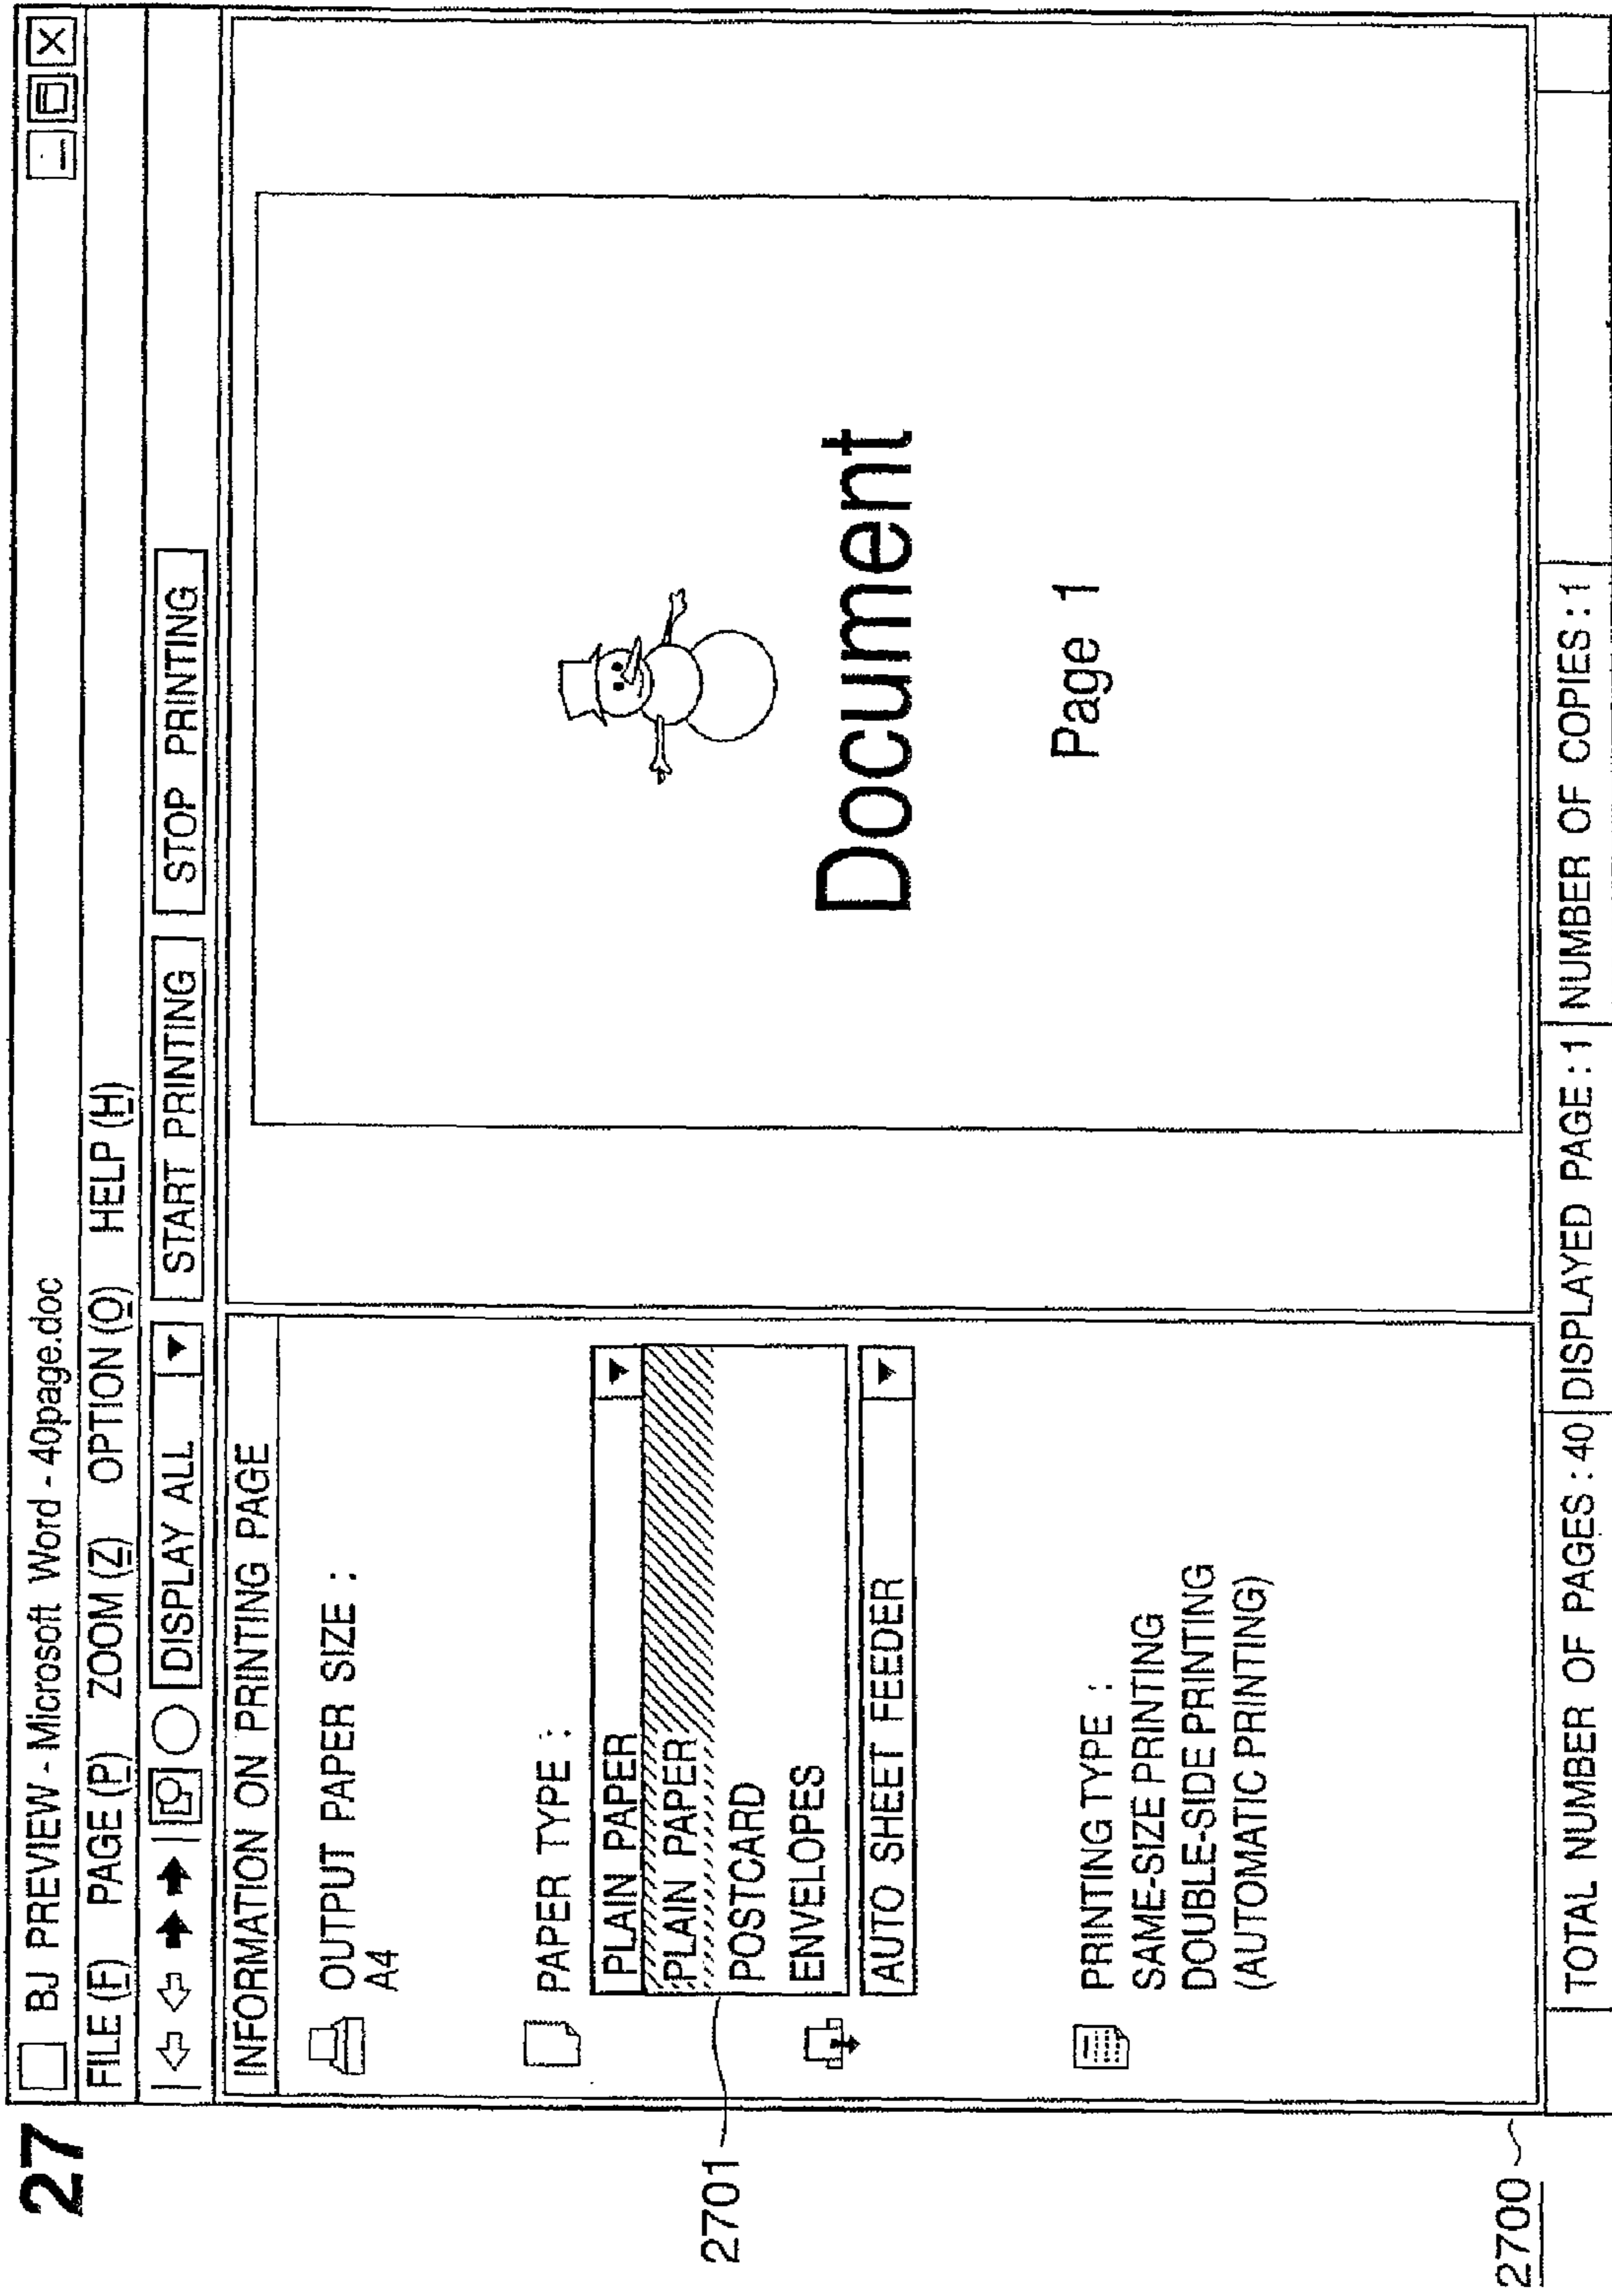 27
BJ PREVIEW - Microsoft Word - 40page.doc
FILE (F) PAGE (P) ZOOM (Z) OPTION (O) HELP (H)
DISPLAY ALL START PRINTING STOP PRINTING
INFORMATION ON PRINTING PAGE
OUTPUT PAPER SIZE :
A4
PAPER TYPE :
PLAIN PAPER
PLAIN PAPER
POSTCARD
ENVELOPES
AUTO SHEET FEEDER
PRINTING TYPE :
SAME-SIZE PRINTING
DOUBLE-SIDE PRINTING
(AUTOMATIC PRINTING)
Document
Page 1
2701
2700
TOTAL NUMBER OF PAGES : 40 DISPLAYED PAGE : 1 NUMBER OF COPIES : 1